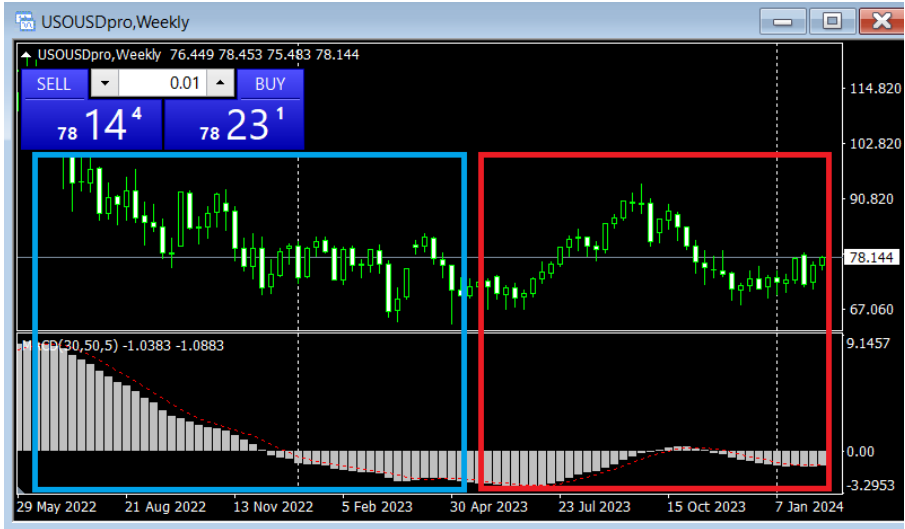 USOUSDpro,Weekly
USOUSDpro,Weekly 76.449 78.453 75.483 78.144
SELL 0.01 BUY
78 14 4 78 23 1
114.820
102.820
90.820
78.144
67.060
MACD(30,50,5) -1.0383 -1.0883
9.1457
0.00
-3.2953
29 May 2022 21 Aug 2022 13 Nov 2022 5 Feb 2023 30 Apr 2023 23 Jul 2023 15 Oct 2023 7 Jan 2024